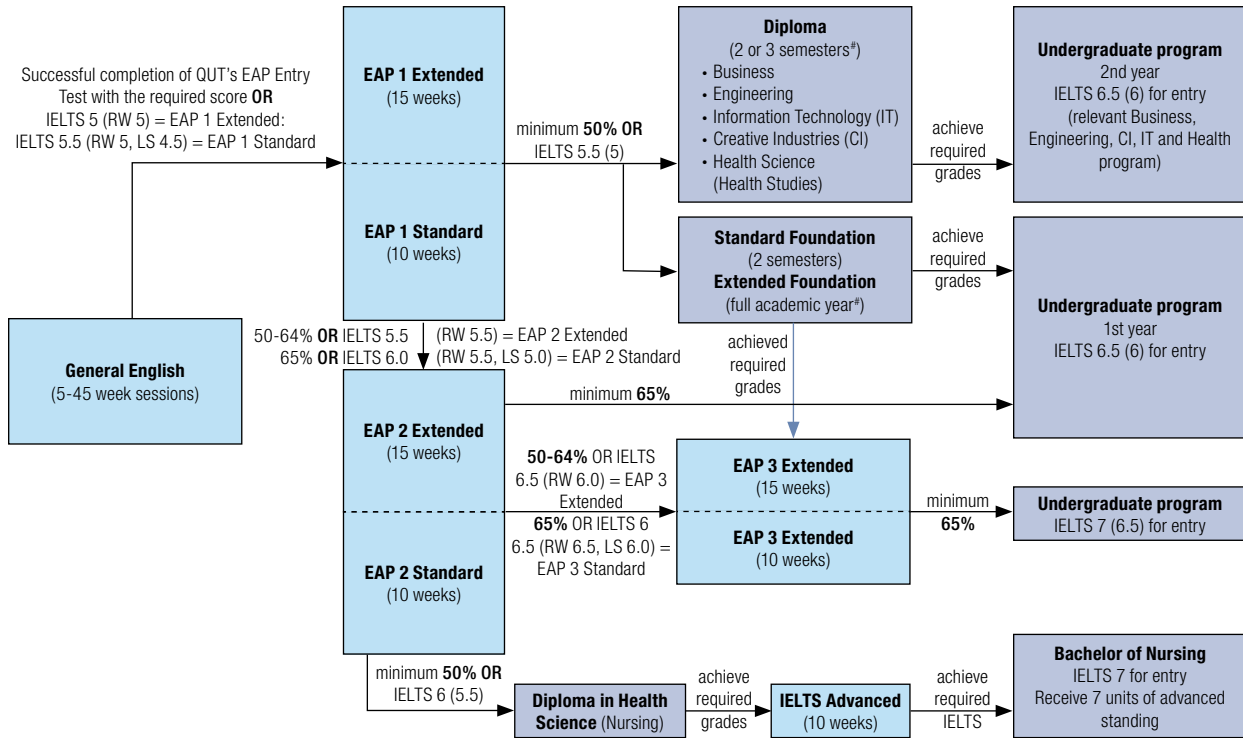 Successful completion of QUT's EAP Entry
Test with the required score OR
IELTS 5 (RW 5) = EAP 1 Extended:
IELTS 5.5 (RW 5, LS 4.5) = EAP 1 Standard
General English
(5-45 week sessions)
EAP 1 Extended
(15 weeks)
EAP 1 Standard
(10 weeks)
minimum 50% OR
IELTS 5.5 (5)
Diploma
(2 or 3 semesters#)
• Business
• Engineering
• Information Technology (IT)
• Creative Industries (CI)
• Health Science
(Health Studies)
achieve
required
grades
Undergraduate program
2nd year
IELTS 6.5 (6) for entry
(relevant Business,
Engineering, CI, IT and Health
program)
Standard Foundation
(2 semesters)
Extended Foundation
(full academic year#)
achieve
required
grades
Undergraduate program
1st year
IELTS 6.5 (6) for entry
50-64% OR IELTS 5.5
65% OR IELTS 6.0
(RW 5.5) = EAP 2 Extended
(RW 5.5, LS 5.0) = EAP 2 Standard
achieved
required
grades
EAP 2 Extended
(15 weeks)
EAP 2 Standard
(10 weeks)
minimum 65%
50-64% OR IELTS
6.5 (RW 6.0) = EAP 3
Extended
65% OR IELTS 6
6.5 (RW 6.5, LS 6.0) =
EAP 3 Standard
EAP 3 Extended
(15 weeks)
EAP 3 Extended
(10 weeks)
minimum
65%
Undergraduate program
IELTS 7 (6.5) for entry
minimum 50% OR
IELTS 6 (5.5)
Diploma in Health
Science (Nursing)
achieve
required
grades
IELTS Advanced
(10 weeks)
achieve
required
IELTS
Bachelor of Nursing
IELTS 7 for entry
Receive 7 units of advanced
standing